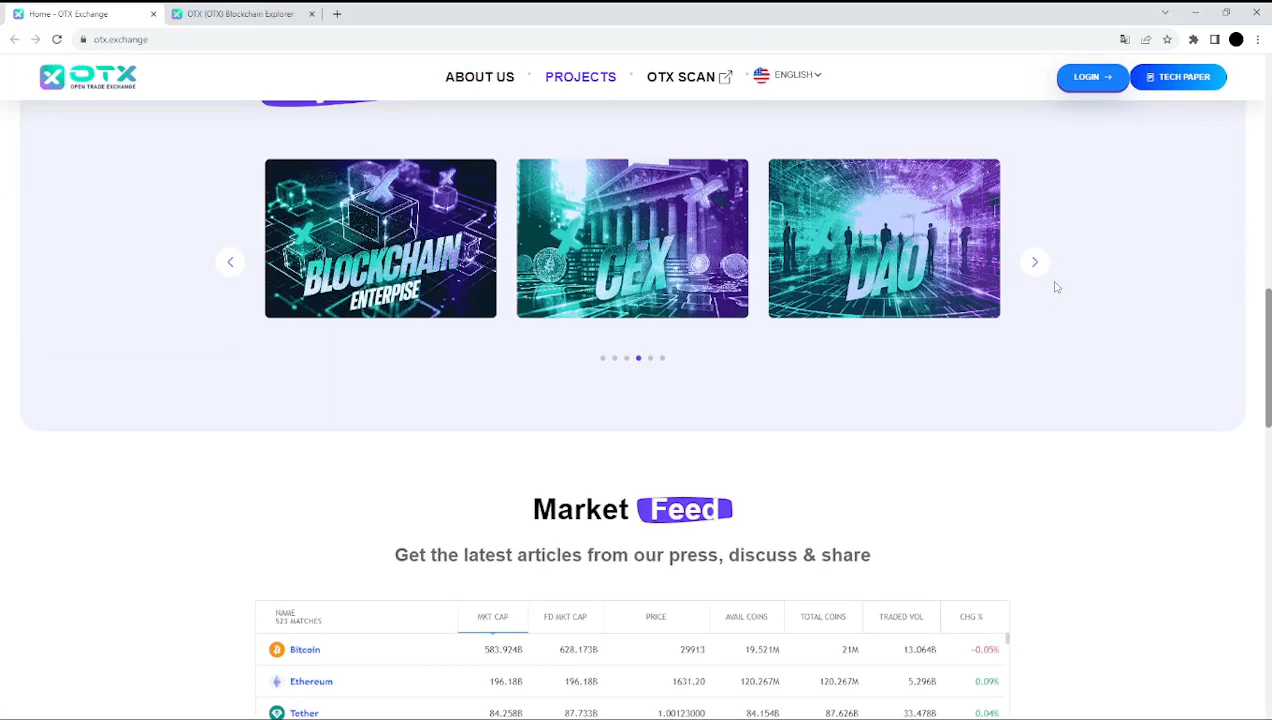 Home - OTX Exchange
OTX (OTX) Blockchain Explorer
otx.exchange
OTX
OPEN TRADE EXCHANGE
ABOUT US
PROJECTS
OTX SCAN
ENGLISH
LOGIN →
TECH PAPER
BLOCKCHAIN
ENTERPISE
CEX
DAO
Market Feed
Get the latest articles from our press, discuss & share
NAME
523 MATCHES
MKT CAP FD MKT CAP PRICE AVAIL COINS TOTAL COINS TRADED VOL CHG %
Bitcoin 583.924B 628.173B 29913 19.521M 21M 13.064B −0.05%
Ethereum 196.18B 196.18B 1631.20 120.267M 120.267M 5.296B 0.09%
Tether 84.258B 87.733B 1.00123000 84.154B 87.626B 33.478B 0.04%